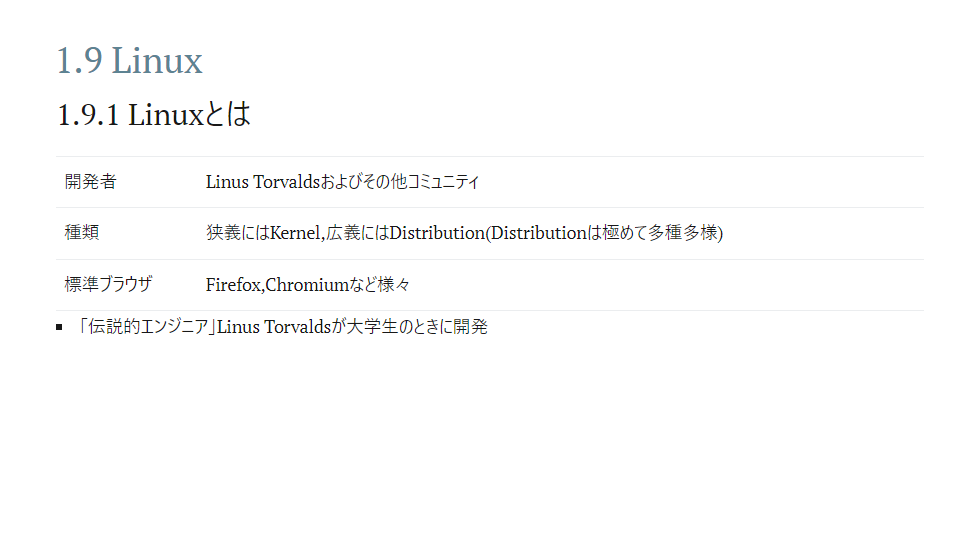 1.9 Linux
1.9.1 Linuxとは
開発者 Linus Torvaldsおよびその他コミュニティ
種類 狭義にはKernel,広義にはDistribution(Distributionは極めて多種多様)
標準ブラウザ Firefox,Chromiumなど様々
「伝説的エンジニア」Linus Torvaldsが大学生のときに開発